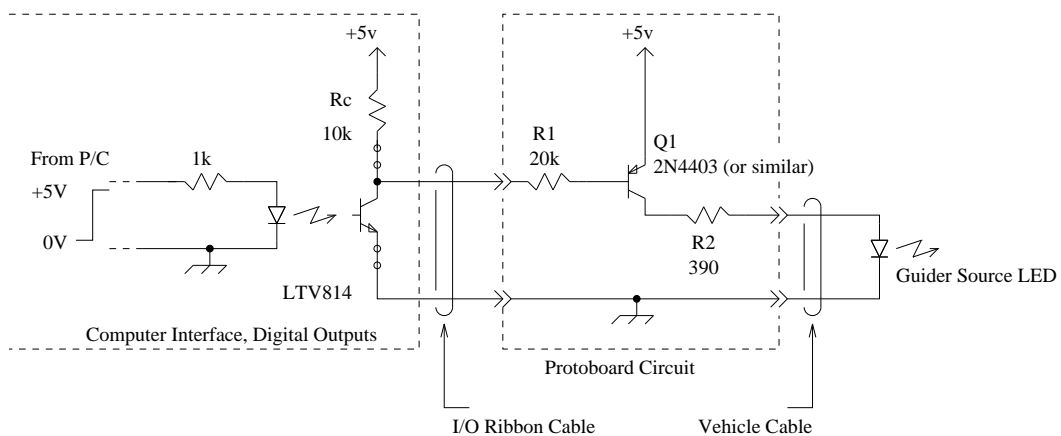 +5v
+5v
Rc
10k
R1
20k
Q1
2N4403 (or similar)
From P/C
+5V
0V
1k
R2
390
LTV814
Guider Source LED
Computer Interface, Digital Outputs
Protoboard Circuit
I/O Ribbon Cable
Vehicle Cable